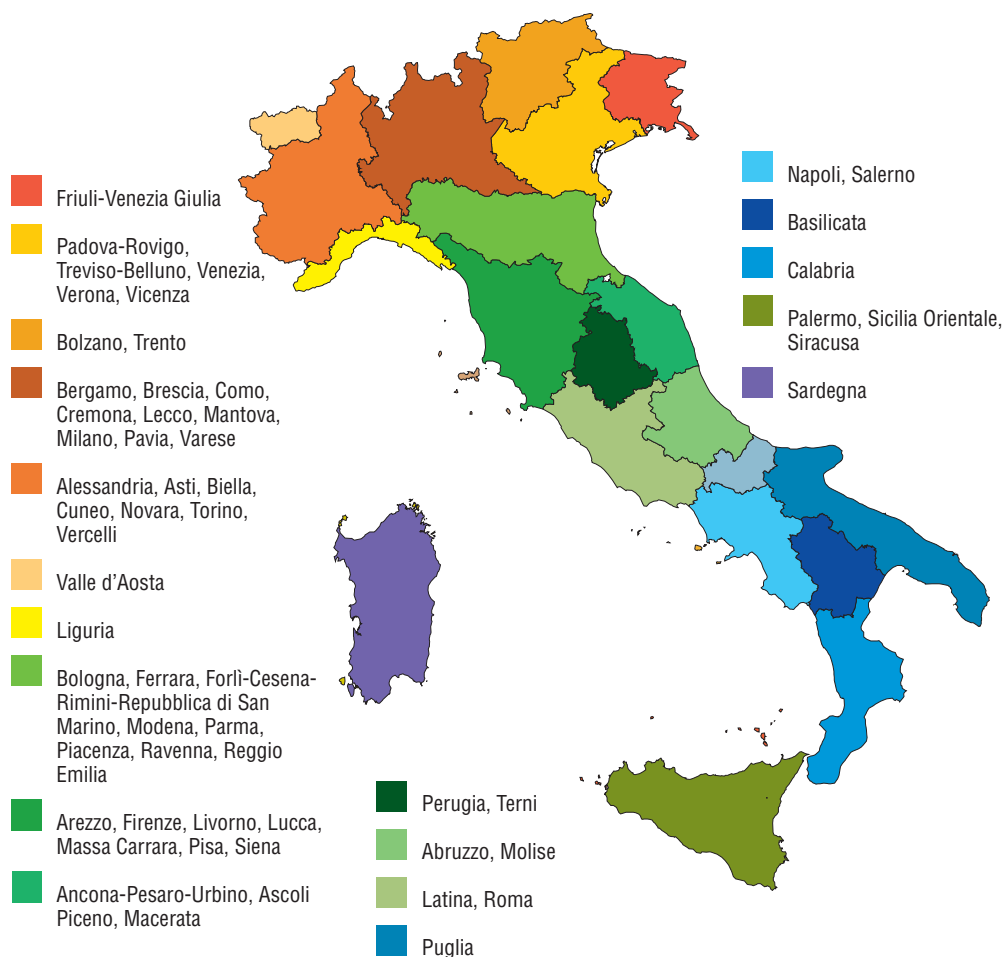 Friuli-Venezia Giulia
Padova-Rovigo,
Treviso-Belluno, Venezia,
Verona, Vicenza
Bolzano, Trento
Bergamo, Brescia, Como,
Cremona, Lecco, Mantova,
Milano, Pavia, Varese
Alessandria, Asti, Biella,
Cuneo, Novara, Torino,
Vercelli
Valle d’Aosta
Liguria
Bologna, Ferrara, Forlì-Cesena-
Rimini-Repubblica di San
Marino, Modena, Parma,
Piacenza, Ravenna, Reggio
Emilia
Arezzo, Firenze, Livorno, Lucca,
Massa Carrara, Pisa, Siena
Ancona-Pesaro-Urbino, Ascoli
Piceno, Macerata
Perugia, Terni
Abruzzo, Molise
Latina, Roma
Puglia
Napoli, Salerno
Basilicata
Calabria
Palermo, Sicilia Orientale,
Siracusa
Sardegna